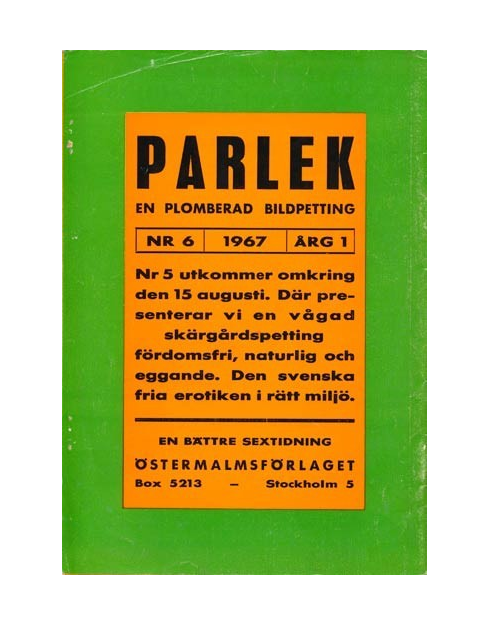 PARLEK
EN PLOMBERAD BILDPETTING
NR 6 1967 ÅRG 1
Nr 5 utkommer omkring
den 15 augusti. Där pre-
senterar vi en vågad
skärgårdspetting
fördomsfri, naturlig och
eggande. Den svenska
fria erotiken i rätt miljö.
EN BÄTTRE SEXTIDNING
ÖSTERMALMSFÖRLAGET
Box 5213 – Stockholm 5